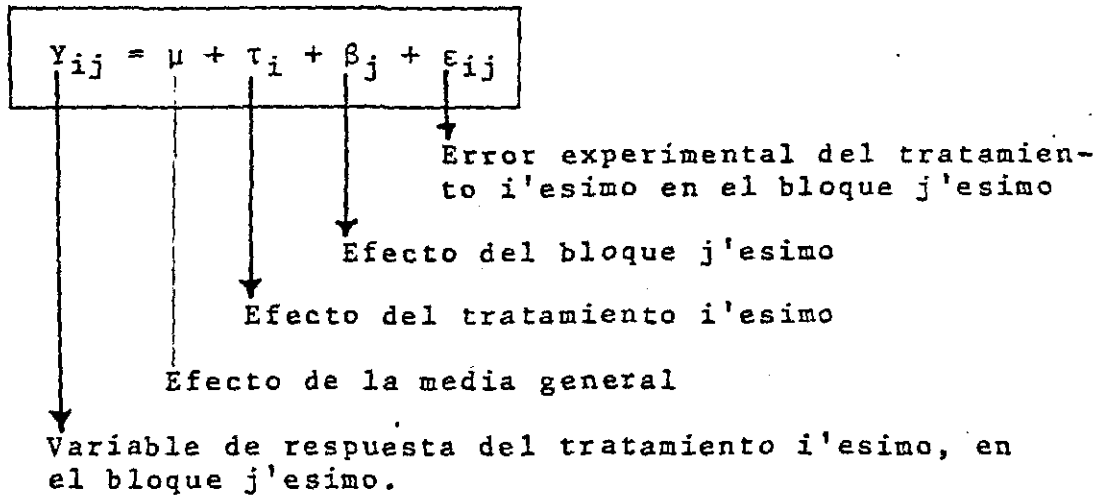 Yij = μ + τi + βj + εij
Error experimental del tratamien-
to i'esimo en el bloque j'esimo
Efecto del bloque j'esimo
Efecto del tratamiento i'esimo
Efecto de la media general
Variable de respuesta del tratamiento i'esimo, en
el bloque j'esimo.